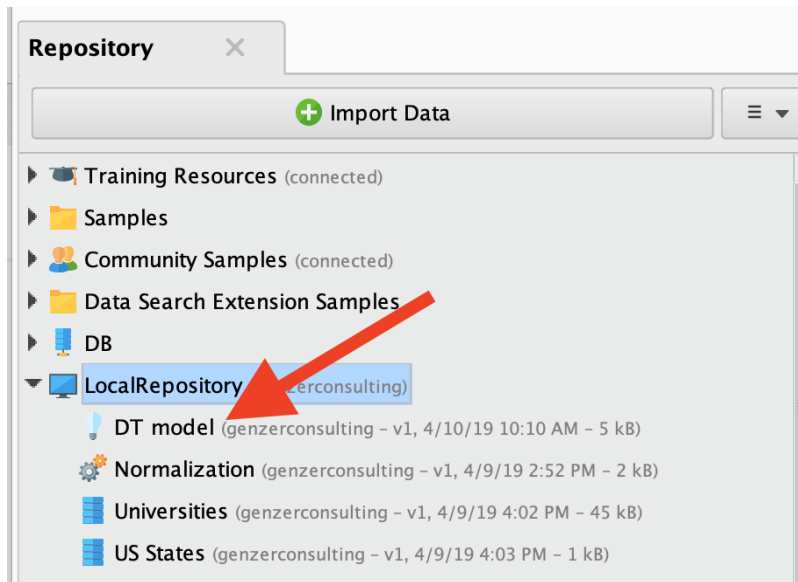 Repository
Import Data
Training Resources (connected)
Samples
Community Samples (connected)
Data Search Extension Samples
DB
LocalRepository
DT model (genzerconsulting – v1, 4/10/19 10:10 AM – 5 kB)
Normalization (genzerconsulting – v1, 4/9/19 2:52 PM – 2 kB)
Universities (genzerconsulting – v1, 4/9/19 4:02 PM – 45 kB)
US States (genzerconsulting – v1, 4/9/19 4:03 PM – 1 kB)